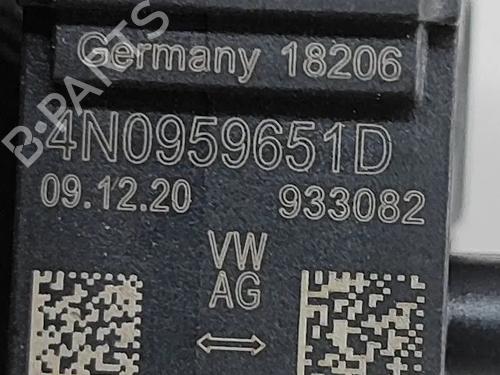 Germany 18206
4N0959651D
09.12.20 933082
VW
AG
B-PARTS